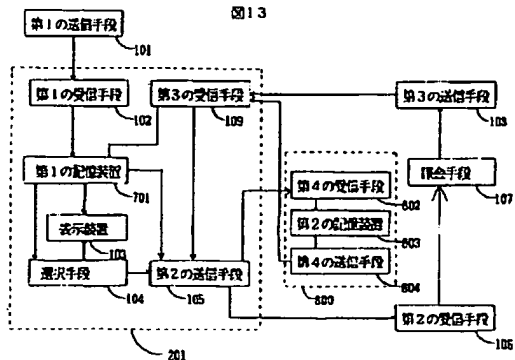 図13
第1の送信手段
101
第1の受信手段
102
第3の受信手段
109
第3の送信手段
108
第1の記憶装置
701
照会手段
107
第4の受信手段
802
表示装置
103
第2の記憶装置
803
選択手段
104
第2の送信手段
105
第4の送信手段
804
800
第2の受信手段
106
201